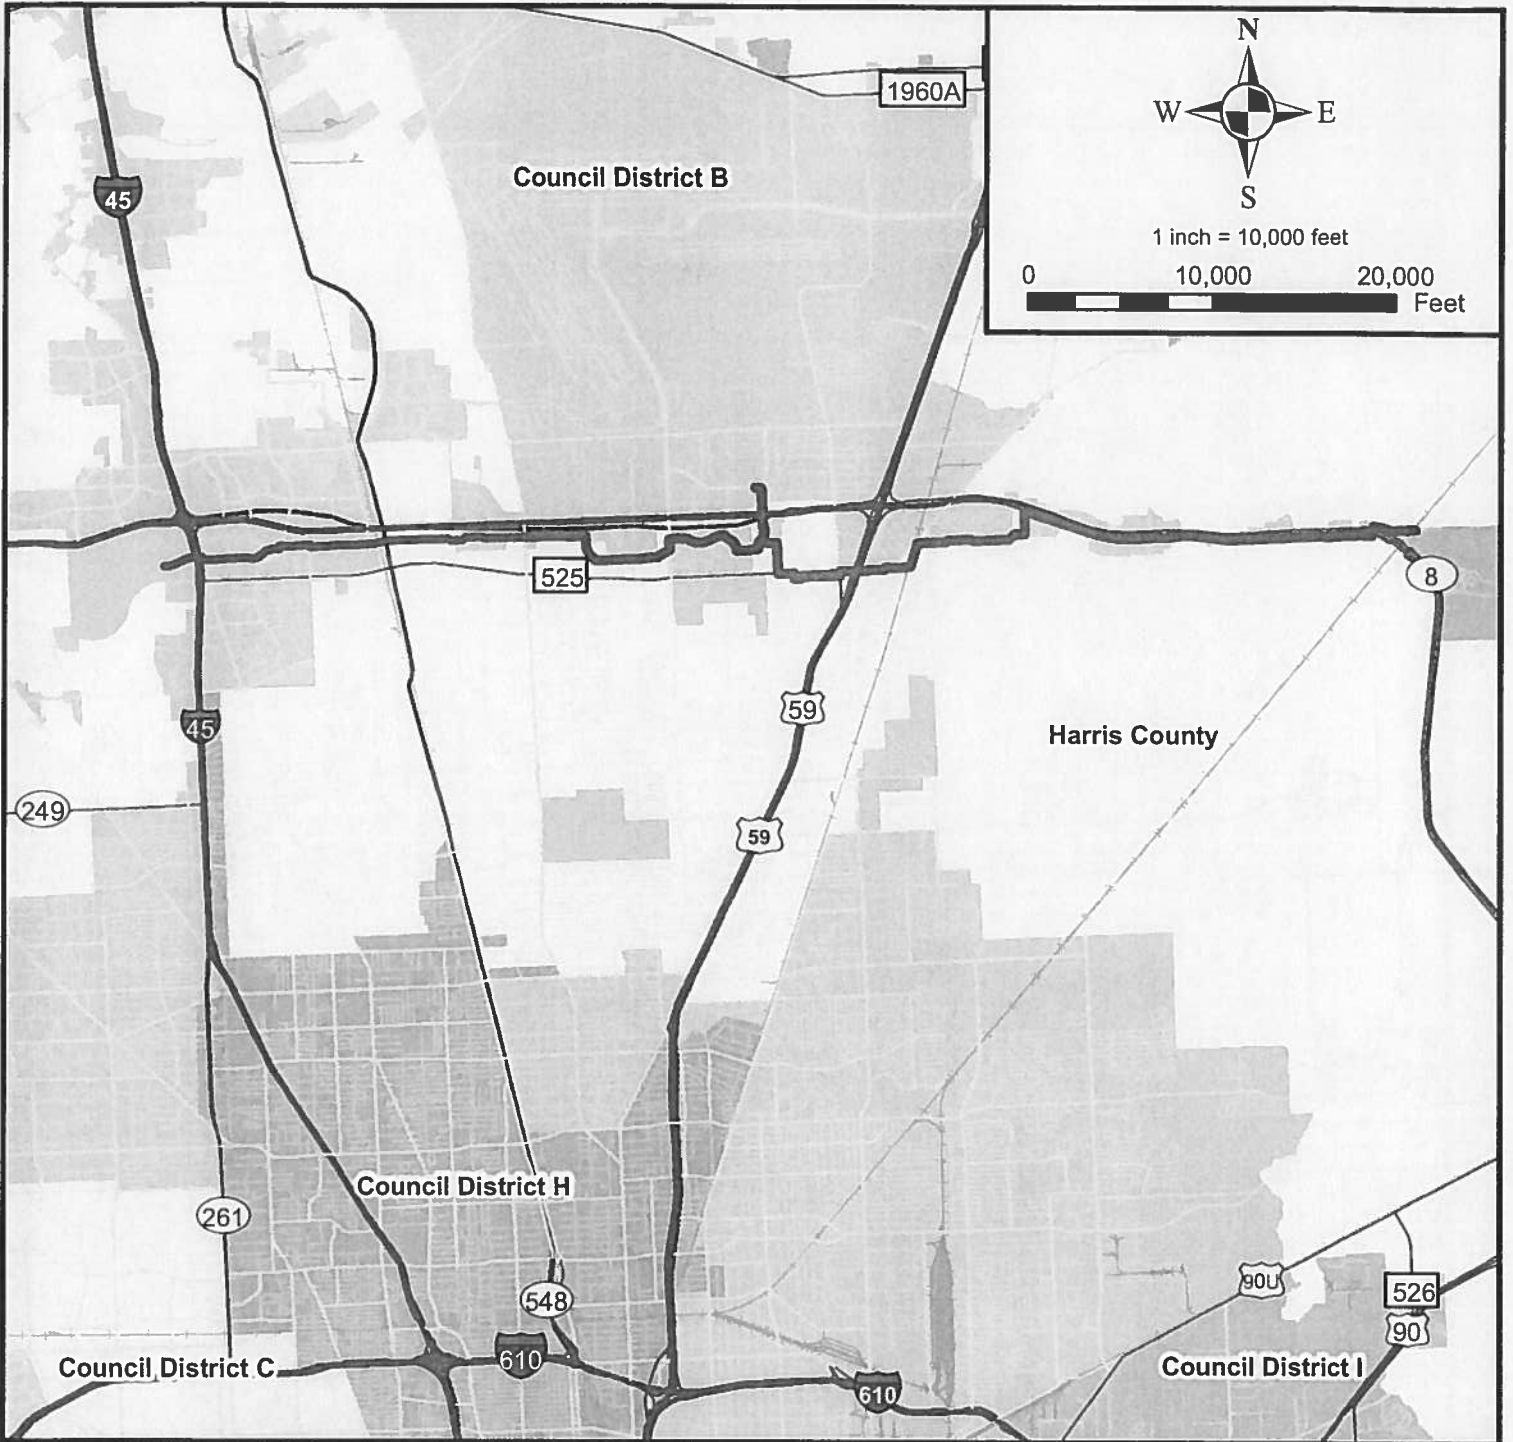 N
1960A
W E
Council District B
45
S
1 inch = 10,000 feet
0 10,000 20,000
Feet
525
8
59
45
Harris County
249
59
Council District H
261
90U
548
526
90
610
Council District C
Council District I
610